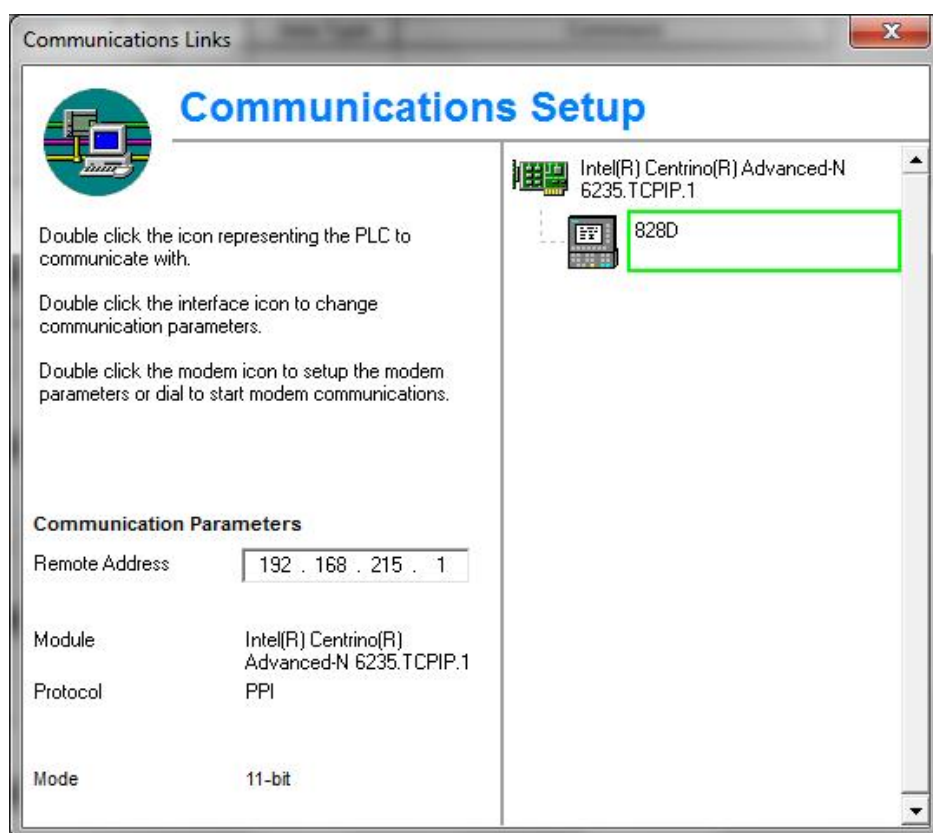 Communications Links
Communications Setup
Double click the icon representing the PLC to
communicate with.
Double click the interface icon to change
communication parameters.
Double click the modem icon to setup the modem
parameters or dial to start modem communications.
Communication Parameters
Remote Address 192 . 168 . 215 . 1
Module Intel(R) Centrino(R)
Advanced-N 6235.TCPIP.1
Protocol PPI
Mode 11-bit
Intel(R) Centrino(R) Advanced-N
6235.TCPIP.1
828D